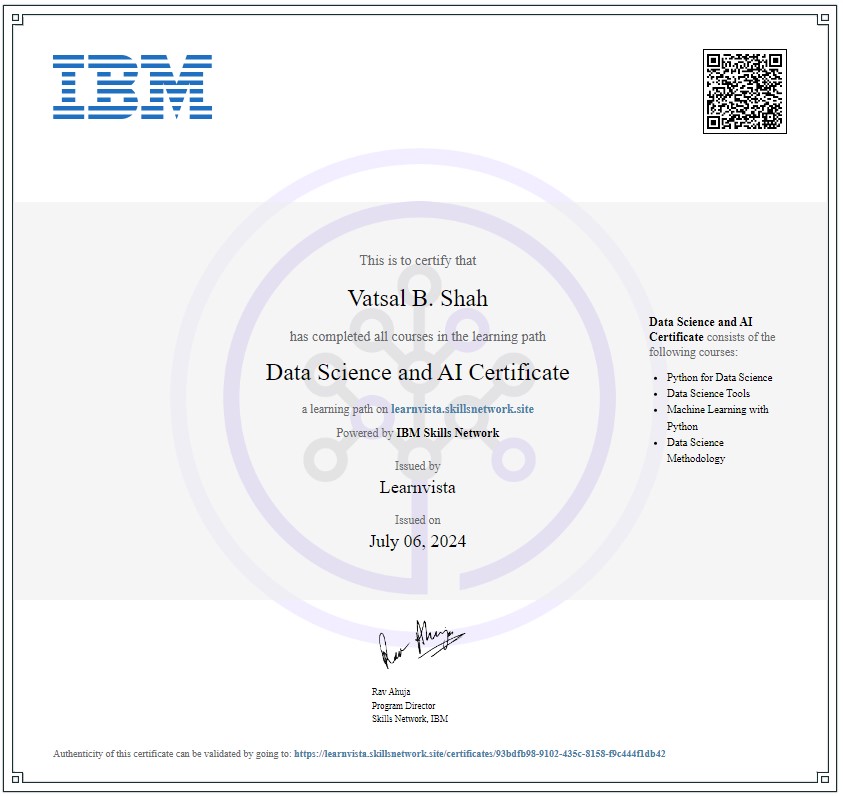 IBM
This is to certify that
Vatsal B. Shah
has completed all courses in the learning path
Data Science and AI Certificate
a learning path on learnvista.skillsnetwork.site
Powered by IBM Skills Network
Issued by
Learnvista
Issued on
July 06, 2024
Data Science and AI
Certificate consists of the
following courses:
• Python for Data Science
• Data Science Tools
• Machine Learning with
Python
• Data Science
Methodology
Rav Ahuja
Program Director
Skills Network, IBM
Authenticity of this certificate can be validated by going to: https://learnvista.skillsnetwork.site/certificates/93bdfb98-9102-435c-8158-f9c444f1db42